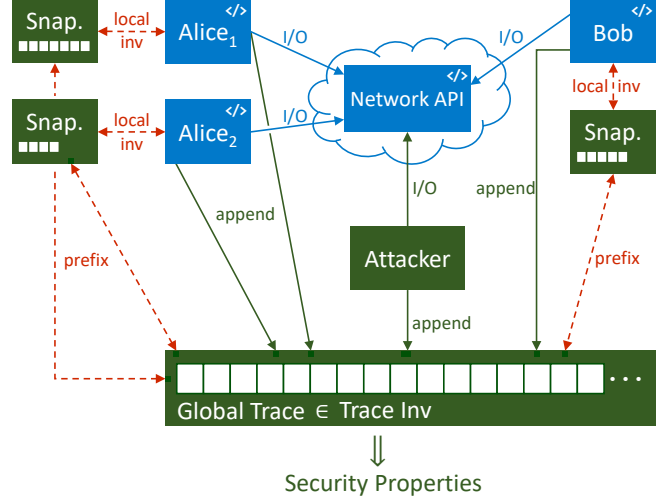 Snap.
local
inv
</>
Alice1
I/O
</>
Network API
I/O
</>
Bob
Snap.
local
inv
</>
Alice2
I/O
local inv
Snap.
I/O
append
append
prefix
Attacker
prefix
append
...
Global Trace ∈ Trace Inv
⇓
Security Properties